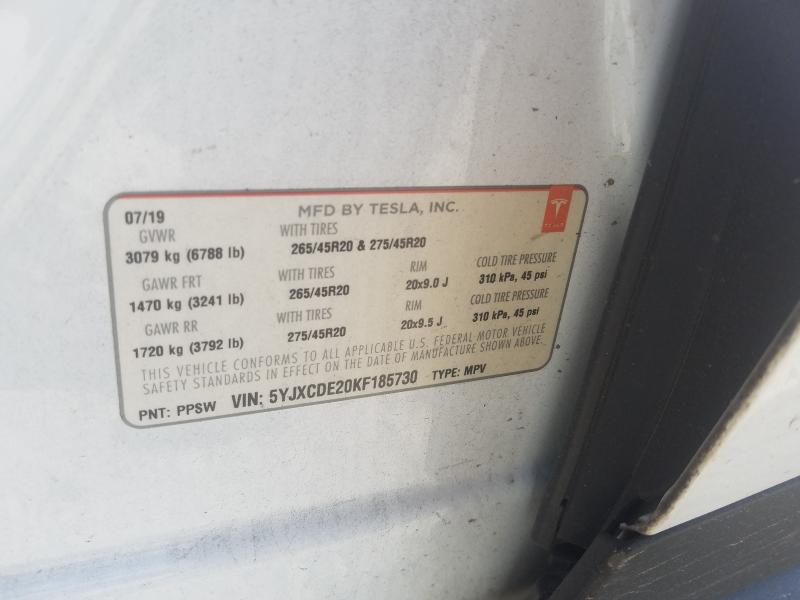 07/19
MFD BY TESLA, INC.
TESLA
GVWR
WITH TIRES
3079 kg (6788 lb)
265/45R20 & 275/45R20
GAWR FRT
WITH TIRES
RIM
COLD TIRE PRESSURE
1470 kg (3241 lb)
265/45R20
20x9.0 J
310 kPa, 45 psi
GAWR RR
WITH TIRES
RIM
COLD TIRE PRESSURE
1720 kg (3792 lb)
275/45R20
20x9.5 J
310 kPa, 45 psi
THIS VEHICLE CONFORMS TO ALL APPLICABLE U.S. FEDERAL MOTOR VEHICLE
SAFETY STANDARDS IN EFFECT ON THE DATE OF MANUFACTURE SHOWN ABOVE.
PNT: PPSW VIN: 5YJXCDE20KF185730 TYPE: MPV